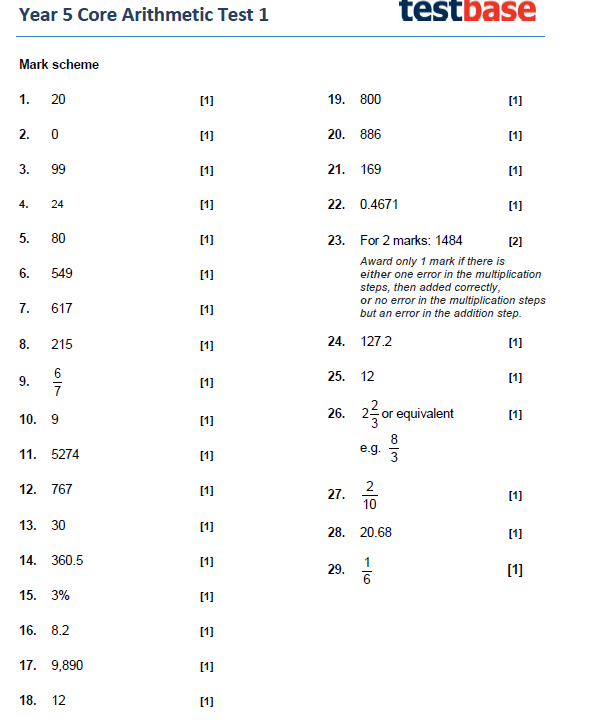 Year 5 Core Arithmetic Test 1
testbase
Mark scheme
1. 20 [1]
2. 0 [1]
3. 99 [1]
4. 24 [1]
5. 80 [1]
6. 549 [1]
7. 617 [1]
8. 215 [1]
9. 6/7 [1]
10. 9 [1]
11. 5274 [1]
12. 767 [1]
13. 30 [1]
14. 360.5 [1]
15. 3% [1]
16. 8.2 [1]
17. 9,890 [1]
18. 12 [1]
19. 800 [1]
20. 886 [1]
21. 169 [1]
22. 0.4671 [1]
23. For 2 marks: 1484 [2]
Award only 1 mark if there is
either one error in the multiplication
steps, then added correctly,
or no error in the multiplication steps
but an error in the addition step.
24. 127.2 [1]
25. 12 [1]
26. 2 2/3 or equivalent [1]
e.g. 8/3
27. 2/10 [1]
28. 20.68 [1]
29. 1/6 [1]